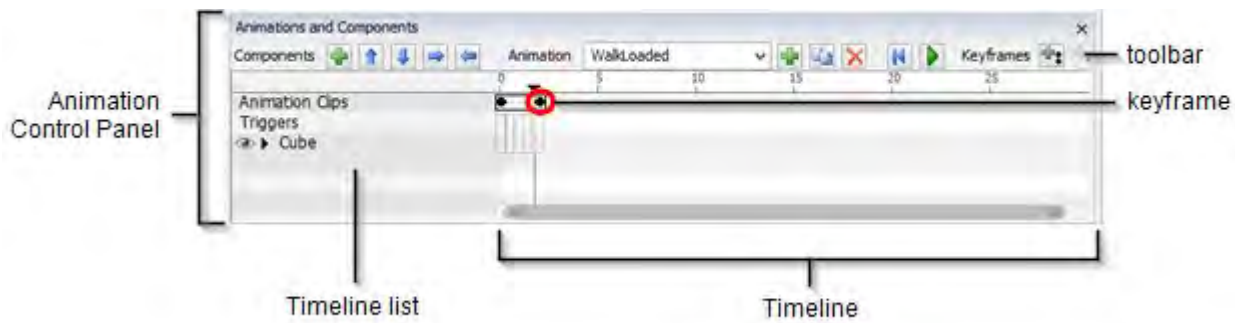 Animations and Components
Components Animation WalkLoaded Keyframes
toolbar
0 5 10 15 20 25
Animation Control Panel
Animation Clips
keyframe
Triggers
Cube
Timeline list
Timeline